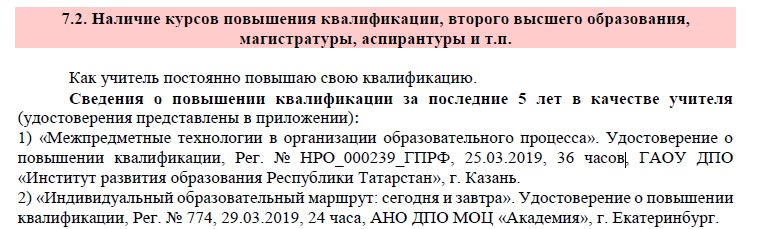 7.2. Наличие курсов повышения квалификации, второго высшего образования,
магистратуры, аспирантуры и т.п.
Как учитель постоянно повышаю свою квалификацию.
Сведения о повышении квалификации за последние 5 лет в качестве учителя
(удостоверения представлены в приложении):
1) «Межпредметные технологии в организации образовательного процесса». Удостоверение о
повышении квалификации, Рег. № НРО_000239_ГПРФ, 25.03.2019, 36 часов, ГАОУ ДПО
«Институт развития образования Республики Татарстан», г. Казань.
2) «Индивидуальный образовательный маршрут: сегодня и завтра». Удостоверение о повышении
квалификации, Рег. № 774, 29.03.2019, 24 часа, АНО ДПО МОЦ «Академия», г. Екатеринбург.